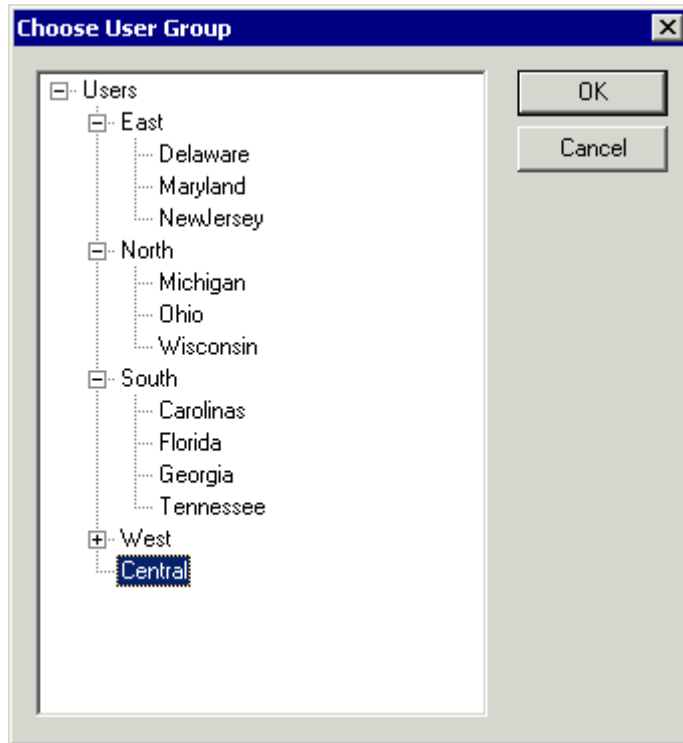 Choose User Group
Users
OK
East
Cancel
Delaware
Maryland
NewJersey
North
Michigan
Ohio
Wisconsin
South
Carolinas
Florida
Georgia
Tennessee
West
Central